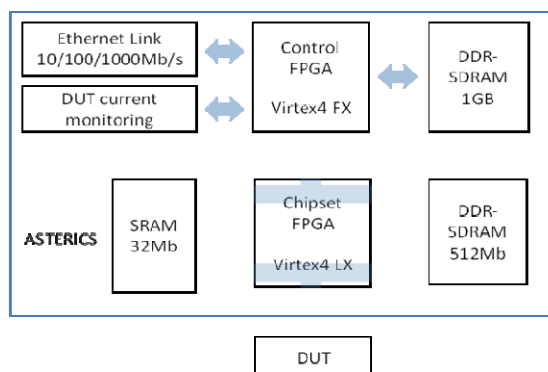 Ethernet Link
10/100/1000Mb/s
DUT current
monitoring
Control
FPGA
Virtex4 FX
DDR-
SDRAM
1GB
ASTERICS
SRAM
32Mb
Chipset
FPGA
Virtex4 LX
DDR-
SDRAM
512Mb
DUT